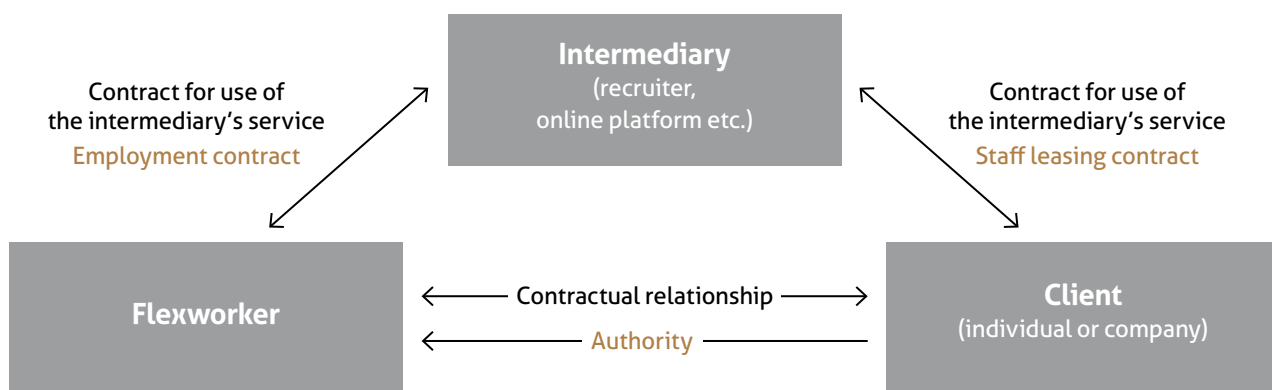 Intermediary
(recruiter,
online platform etc.)
Contract for use of
the intermediary's service
Employment contract
Contract for use of
the intermediary's service
Staff leasing contract
Flexworker
Contractual relationship
Authority
Client
(individual or company)